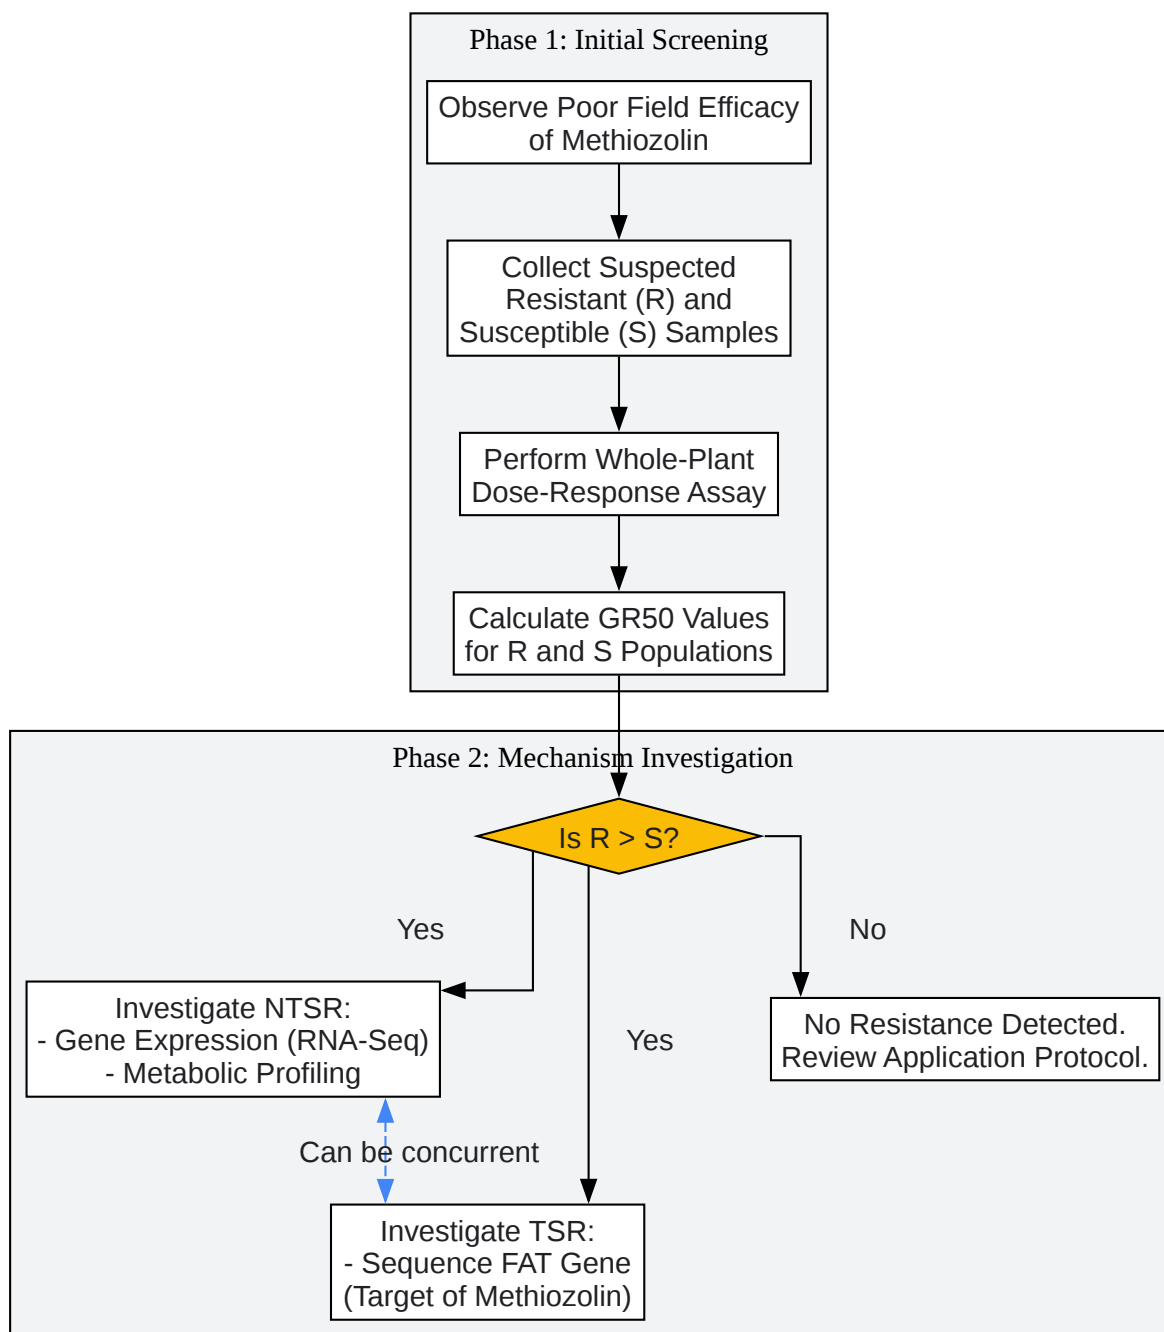 Phase 1: Initial Screening
Observe Poor Field Efficacy
of Methiozolin
Collect Suspected
Resistant (R) and
Susceptible (S) Samples
Perform Whole-Plant
Dose-Response Assay
Calculate GR50 Values
for R and S Populations
Phase 2: Mechanism Investigation
Is R > S?
Yes
No
Investigate NTSR:
- Gene Expression (RNA-Seq)
- Metabolic Profiling
Yes
No Resistance Detected.
Review Application Protocol.
Can be concurrent
Investigate TSR:
- Sequence FAT Gene
(Target of Methiozolin)